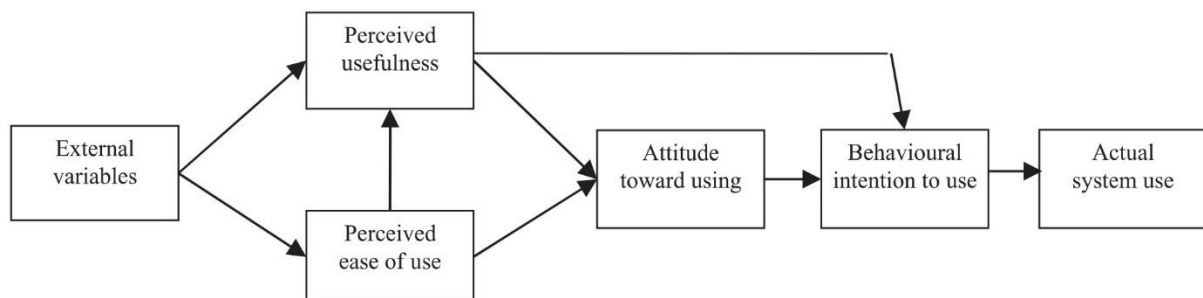 Perceived
usefulness
External
variables
Attitude
toward using
Behavioural
intention to use
Actual
system use
Perceived
ease of use